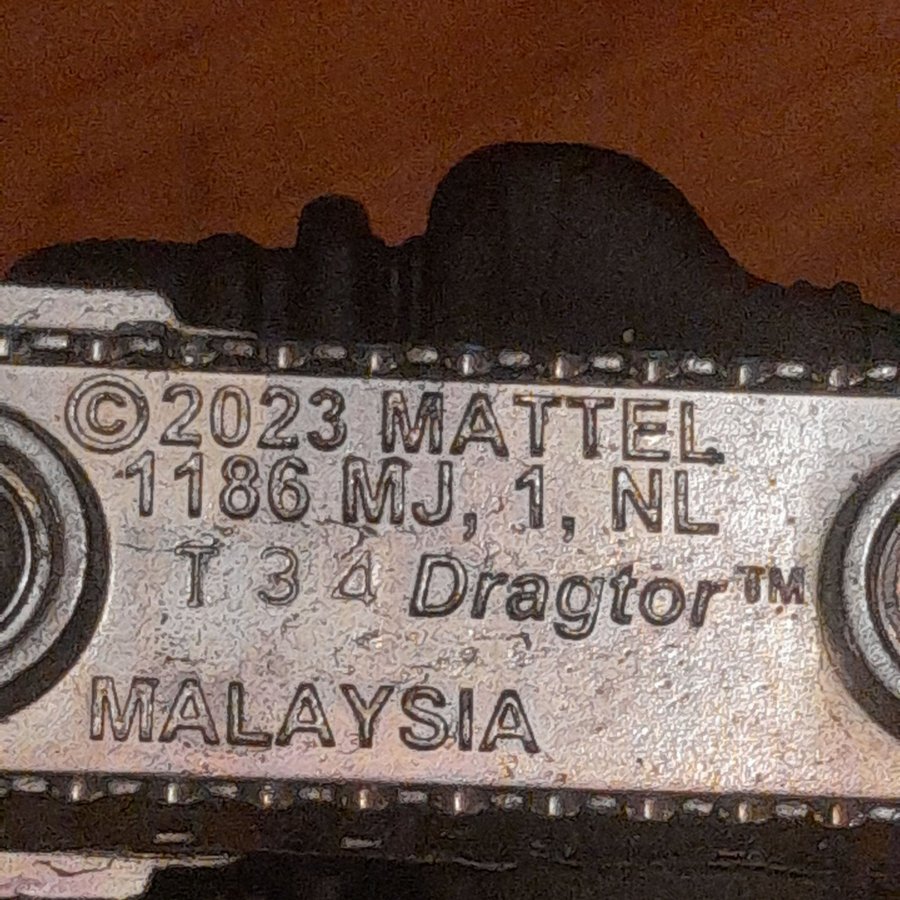 ©2023 MATTEL
1186 MJ, 1, NL
T 3 4 Dragtor™
MALAYSIA